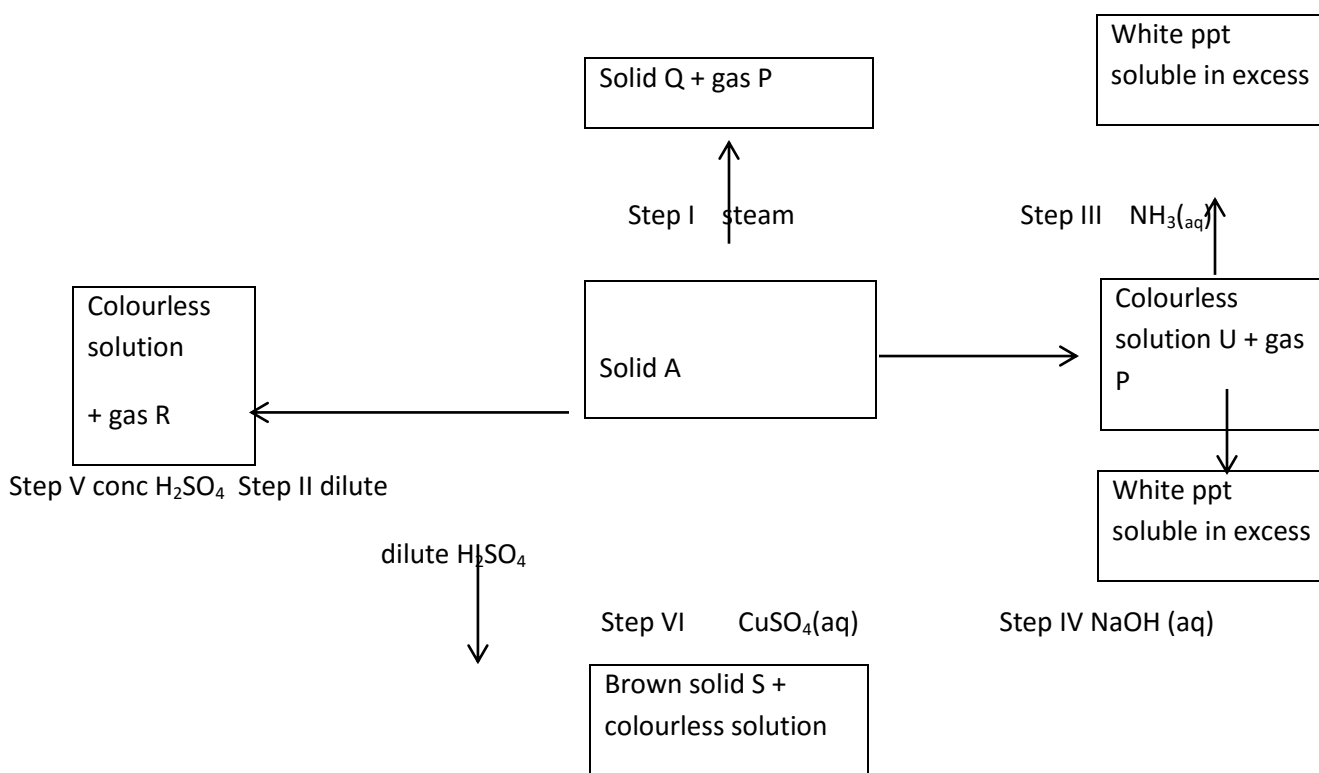 White ppt
soluble in excess
Solid Q + gas P
Step I steam
Step III NH₃(aq)
Colourless
solution
+ gas R
Solid A
Colourless
solution U + gas
P
Step V conc H₂SO₄ Step II dilute
White ppt
soluble in excess
dilute H₂SO₄
Step VI CuSO₄(aq)
Step IV NaOH (aq)
Brown solid S +
colourless solution